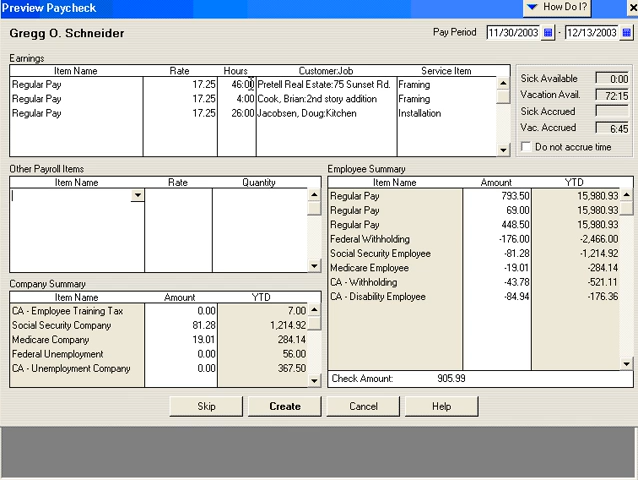 Preview Paycheck How Do I?
Gregg O. Schneider Pay Period 11/30/2003 - 12/13/2003
Earnings
Item Name Rate Hours Customer:Job Service Item
Regular Pay 17.25 46:00 Pretell Real Estate:75 Sunset Rd. Framing
Regular Pay 17.25 4:00 Cook, Brian:2nd story addition Framing
Regular Pay 17.25 26:00 Jacobsen, Doug:Kitchen Installation
Sick Available 0:00
Vacation Avail. 72:15
Sick Accrued
Vac. Accrued 6:45
Do not accrue time
Other Payroll Items
Item Name Rate Quantity
Employee Summary
Item Name Amount YTD
Regular Pay 793.50 15,980.93
Regular Pay 69.00 15,980.93
Regular Pay 448.50 15,980.93
Federal Withholding -176.00 -2,466.00
Social Security Employee -81.28 -1,214.92
Medicare Employee -19.01 -284.14
CA - Withholding -43.78 -521.11
CA - Disability Employee -84.94 -176.36
Check Amount: 905.99
Company Summary
Item Name Amount YTD
CA - Employee Training Tax 0.00 7.00
Social Security Company 81.28 1,214.92
Medicare Company 19.01 284.14
Federal Unemployment 0.00 56.00
CA - Unemployment Company 0.00 367.50
Skip Create Cancel Help